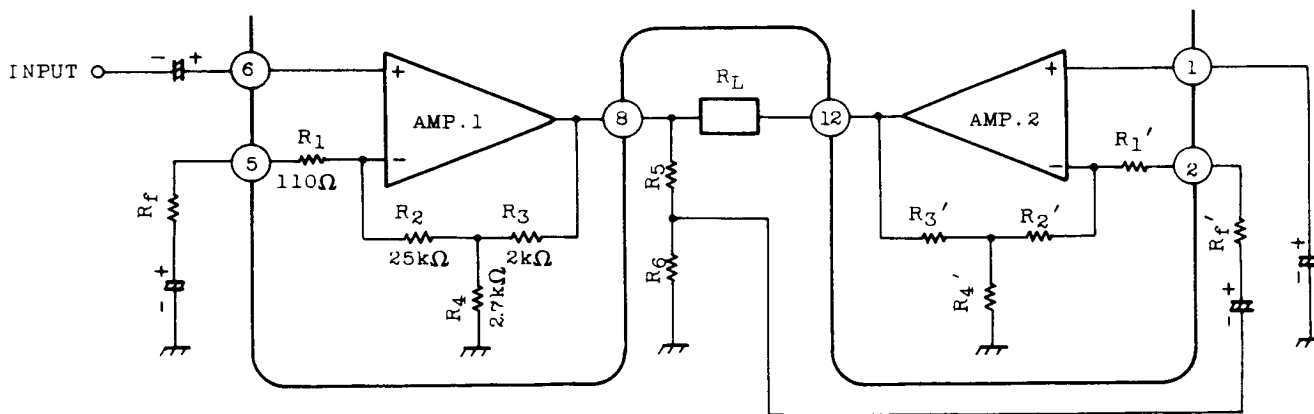 INPUT
- +
6
+
AMP.1
-
8
5
R1
110Ω
Rf
+
-
R2
25kΩ
R3
2kΩ
R4
2.7kΩ
RL
R5
R6
12
+
AMP.2
-
1
R1'
2
R3'
R2'
R4'
Rf'
+
-
+
-